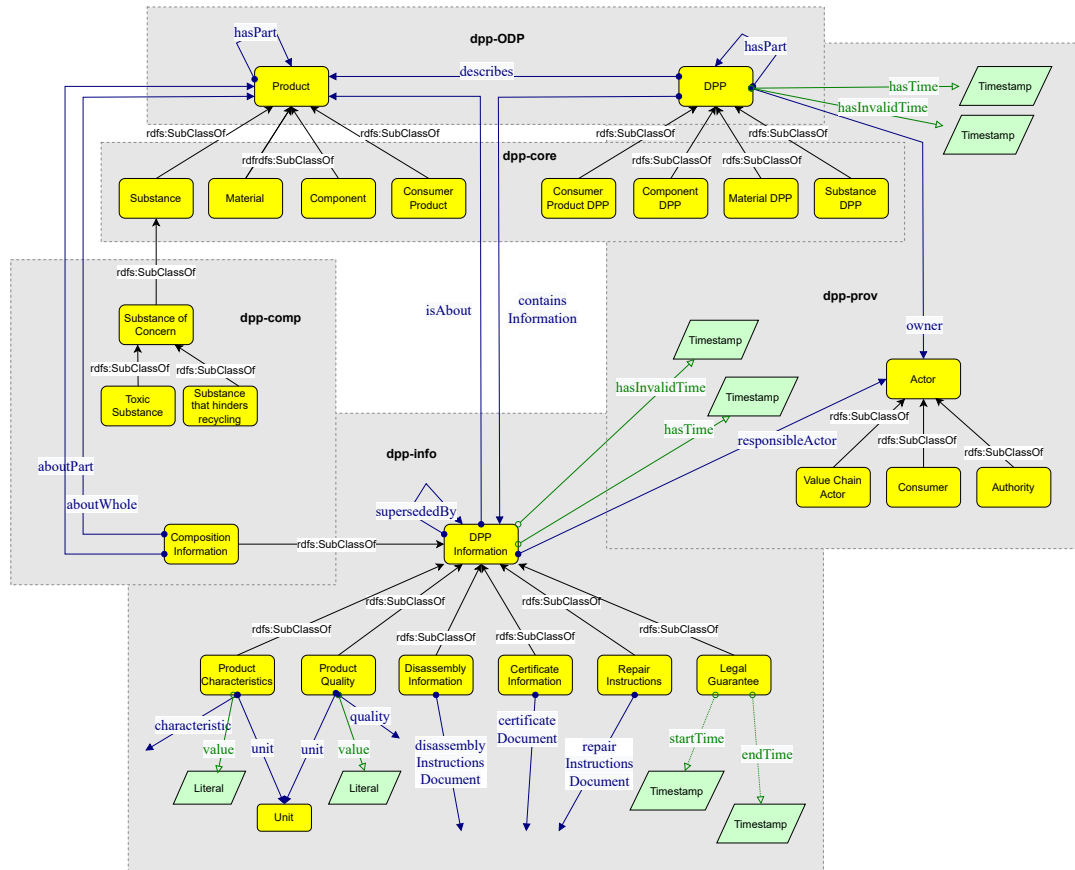 hasPart
dpp-ODP
hasPart
describes
Product
DPP
hasTime
Timestamp
hasInvalidTime
Timestamp
rdfs:SubClassOf
rdfs:SubClassOf
rdfs:SubClassOf
rdfs:SubClassOf
rdfrdfs:SubClassOf
dpp-core
rdfs:SubClassOf
rdfs:SubClassOf
Substance
Material
Component
Consumer
Product
Consumer
Product DPP
Component
DPP
Material DPP
Substance
DPP
rdfs:SubClassOf
dpp-prov
contains
Information
isAbout
Substance of
Concern
dpp-comp
owner
Timestamp
rdfs:SubClassOf
rdfs:SubClassOf
Actor
Toxic
Substance
Substance
that hinders
recycling
hasInvalidTime
Timestamp
rdfs:SubClassOf
hasTime
responsibleActor
rdfs:SubClassOf
rdfs:SubClassOf
dpp-info
aboutPart
Value Chain
Actor
Consumer
Authority
aboutWhole
supersededBy
Composition
Information
rdfs:SubClassOf
DPP
Information
rdfs:SubClassOf
rdfs:SubClassOf
rdfs:SubClassOf
rdfs:SubClassOf
rdfs:SubClassOf
rdfs:SubClassOf
Product
Characteristics
Product
Quality
Disassembly
Information
Certificate
Information
Repair
Instructions
Legal
Guarantee
characteristic
quality
certificate
Document
value
unit
unit
value
disassembly
Instructions
Document
repair
Instructions
Document
startTime
endTime
Literal
Literal
Timestamp
Unit
Timestamp